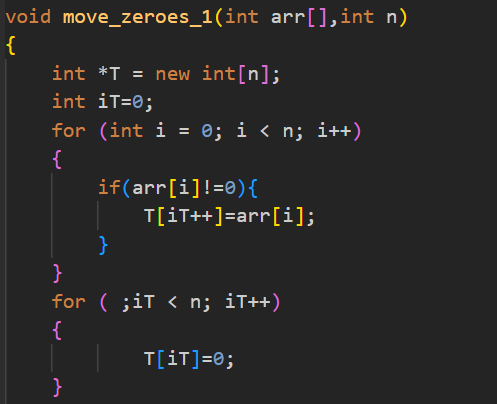 void move_zeroes_1(int arr[],int n)
{
    int *T = new int[n];
    int iT=0;
    for (int i = 0; i < n; i++)
    {
        if(arr[i]!=0){
            T[iT++]=arr[i];
        }
    }
    for ( ;iT < n; iT++)
    {
            T[iT]=0;
    }